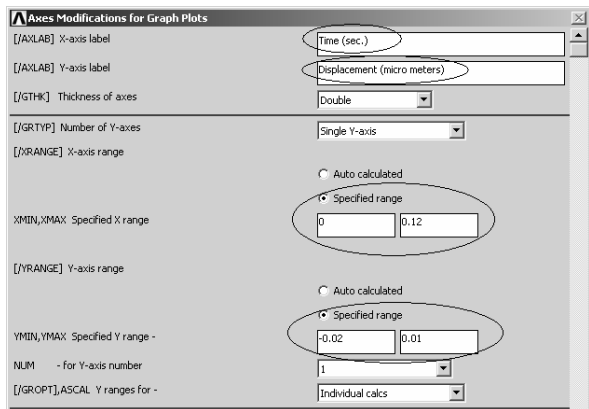 Axes Modifications for Graph Plots
[/AXLAB] X-axis label Time (sec.)
[/AXLAB] Y-axis label Displacement (micro meters)
[/GTHK] Thickness of axes Double
[/GRTYP] Number of Y-axes Single Y-axis
[/XRANGE] X-axis range
Auto calculated
Specified range
XMIN,XMAX Specified X range 0 0.12
[/YRANGE] Y-axis range
Auto calculated
Specified range
YMIN,YMAX Specified Y range - -0.02 0.01
NUM - for Y-axis number 1
[/GROPT],ASCAL Y ranges for - Individual calcs